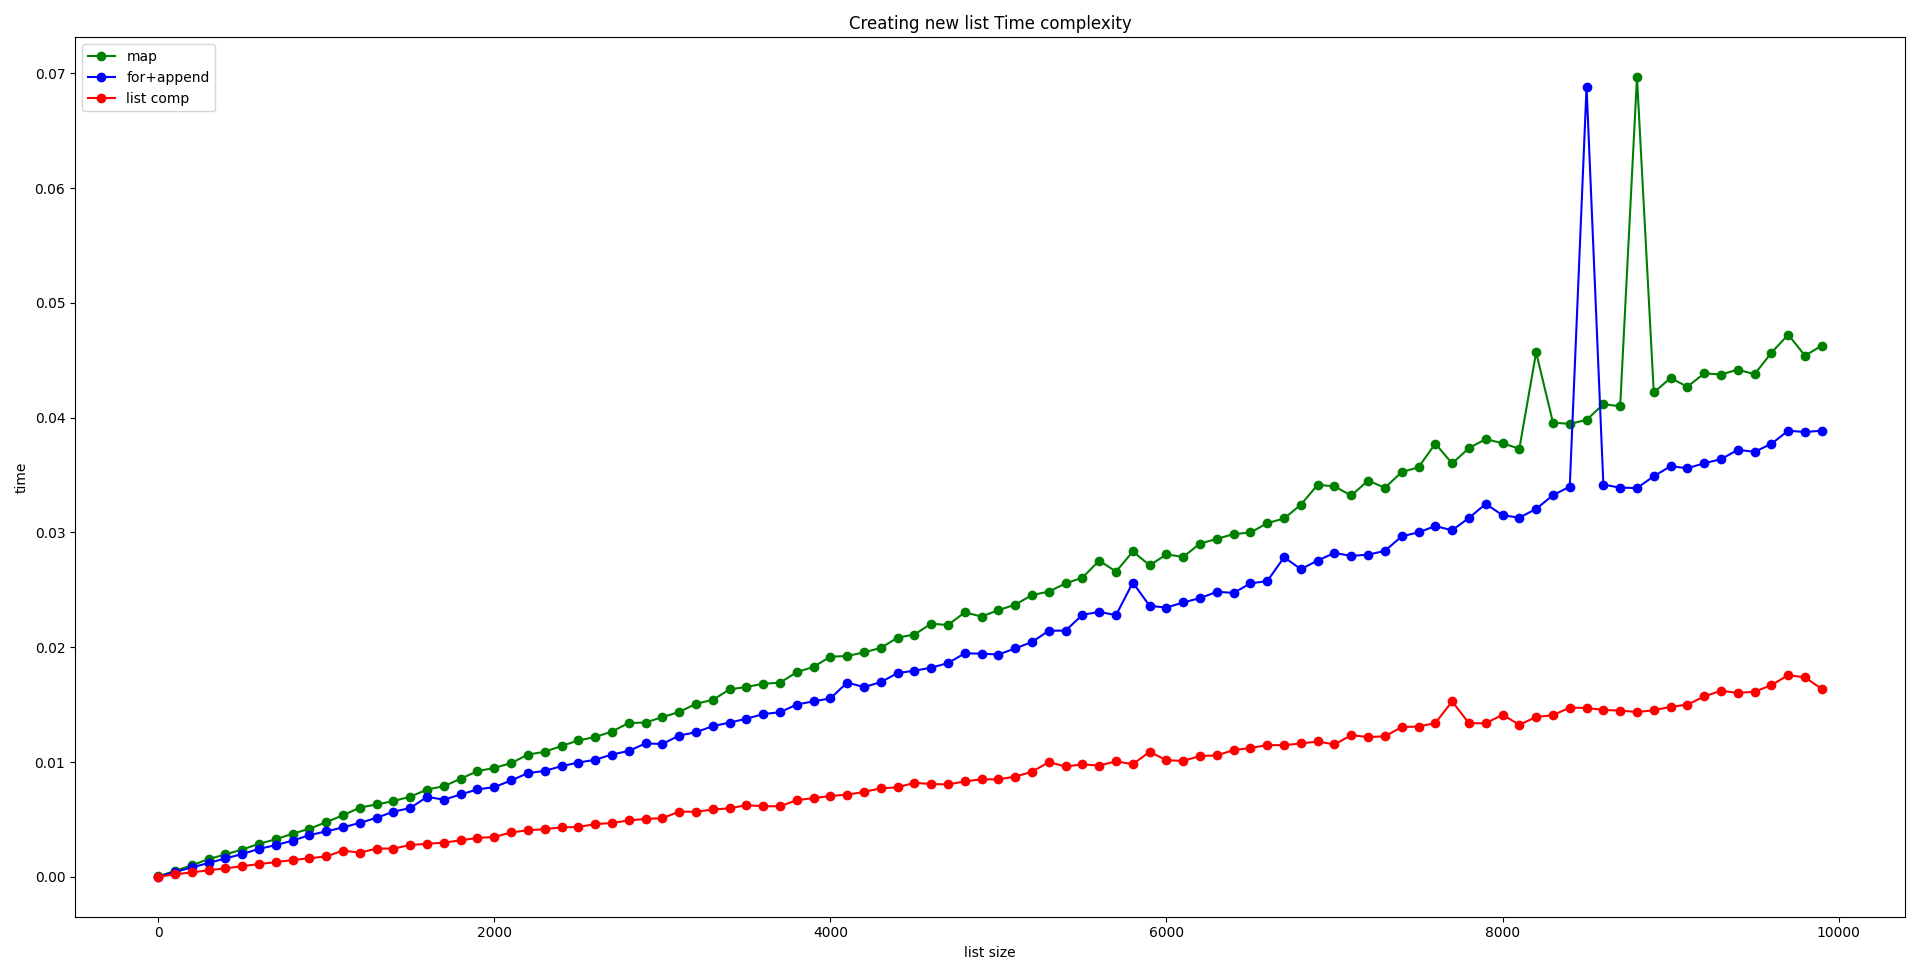 Creating new list Time complexity
map
for+append
list comp
0.07
0.06
0.05
0.04
0.03
0.02
0.01
0.00
time
0 2000 4000 6000 8000 10000
list size